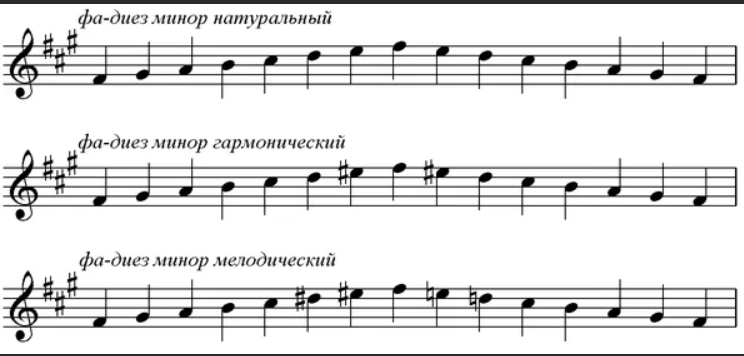 фа-диез минор натуральный
фа-диез минор гармонический
фа-диез минор мелодический